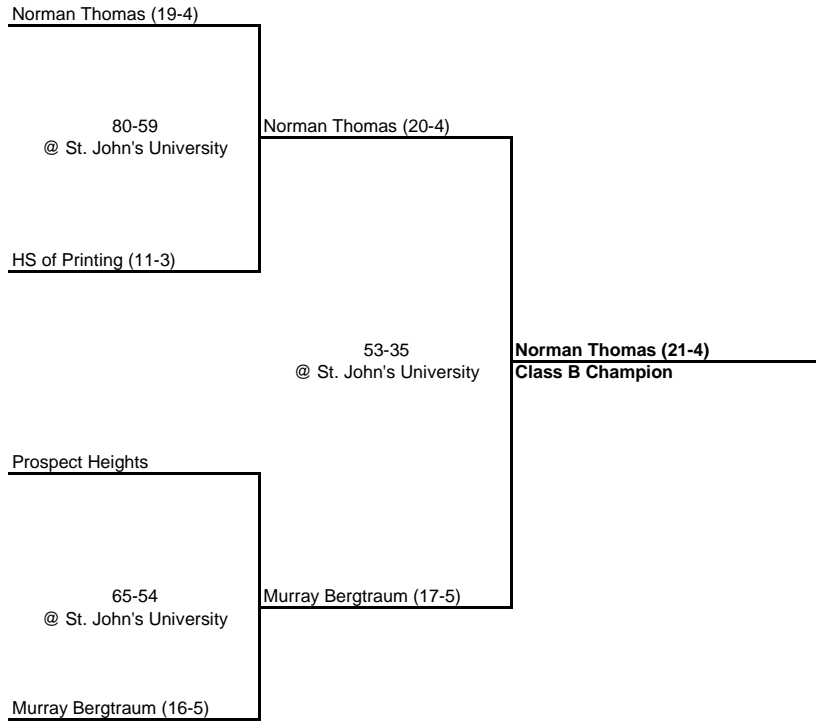 Norman Thomas (19-4)
80-59
@ St. John's University
Norman Thomas (20-4)
HS of Printing (11-3)
53-35
@ St. John's University
Norman Thomas (21-4)
Class B Champion
Prospect Heights
65-54
@ St. John's University
Murray Bergtraum (17-5)
Murray Bergtraum (16-5)